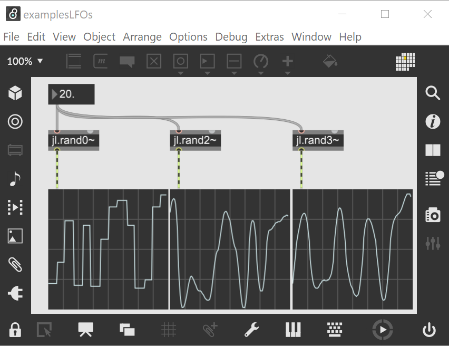 examplesLFOs
File Edit View Object Arrange Options Debug Extras Window Help
100%
20.
jl.rand0~ jl.rand2~ jl.rand3~